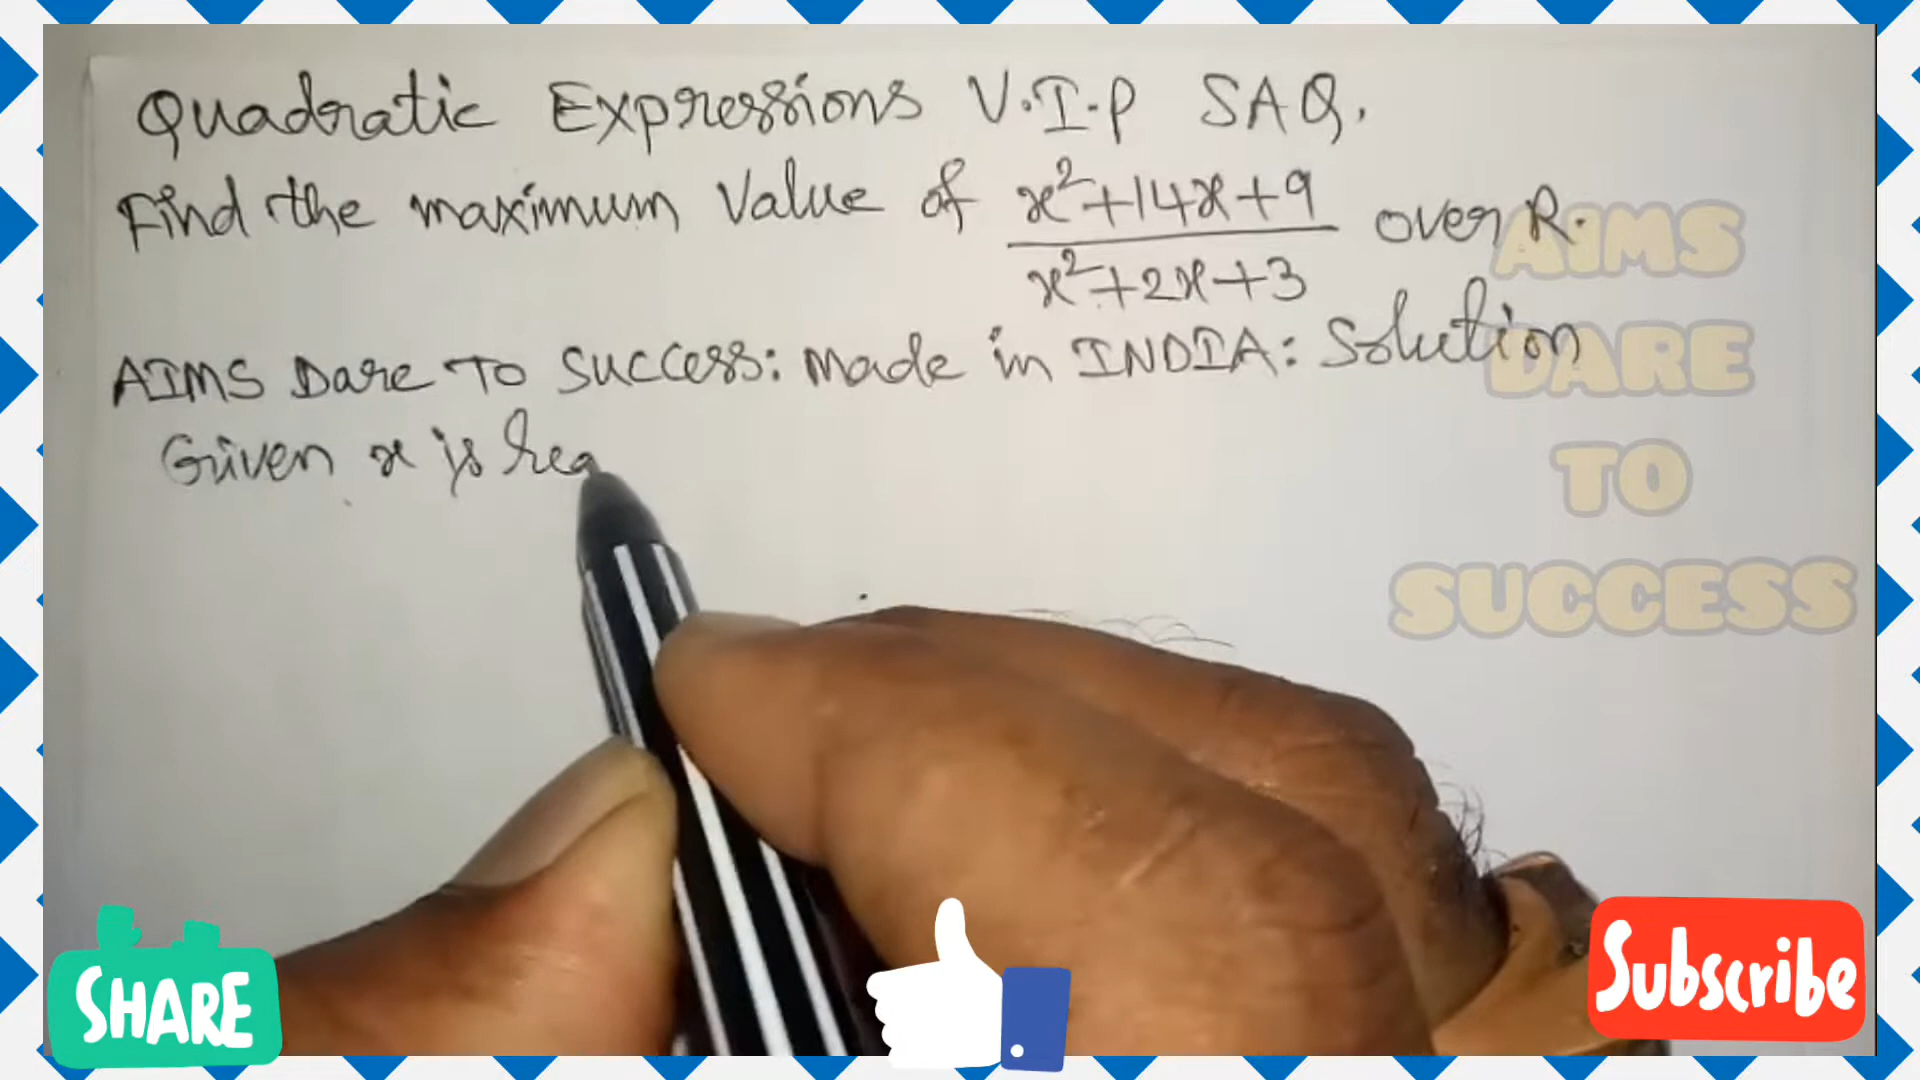 Quadratic Expressions V.I.P SAQ.
Find the maximum Value of x²+14x+9 / x²+2x+3 over R.
AIMS Dare To Success: Made in INDIA: Solution
Given x is rea
AIMS
DARE
TO
SUCCESS
SHARE
Subscribe